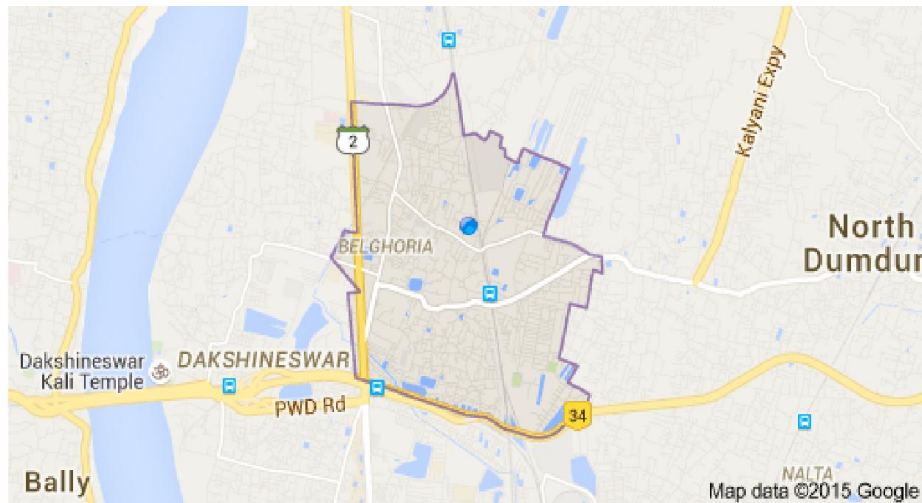 Kalyani Expy
2
North
Dumdum
BELGHORIA
Dakshineswar
Kali Temple
DAKSHINESWAR
PWD Rd
34
Bally
NALTA
Map data ©2015 Google